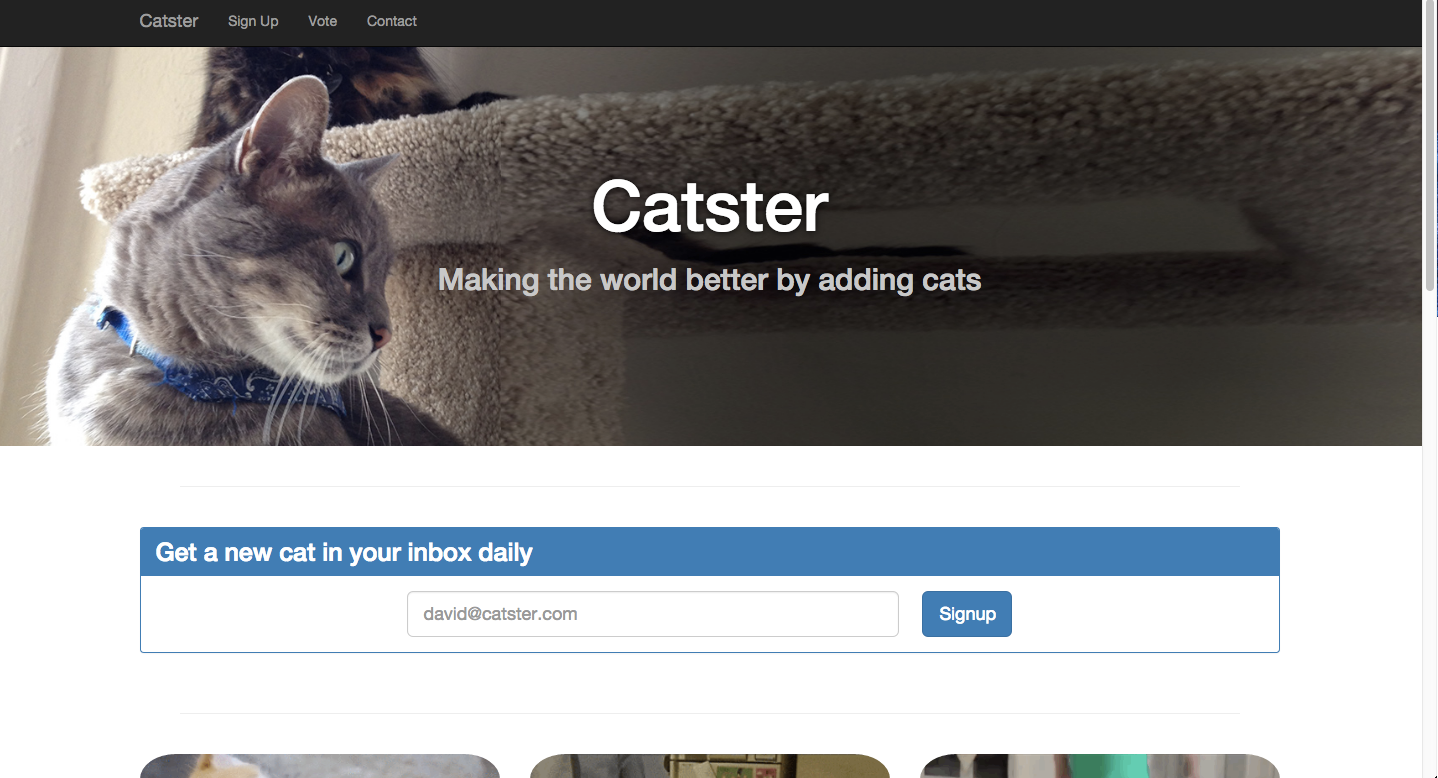 Catster Sign Up Vote Contact
Catster
Making the world better by adding cats
Get a new cat in your inbox daily
david@catster.com Signup